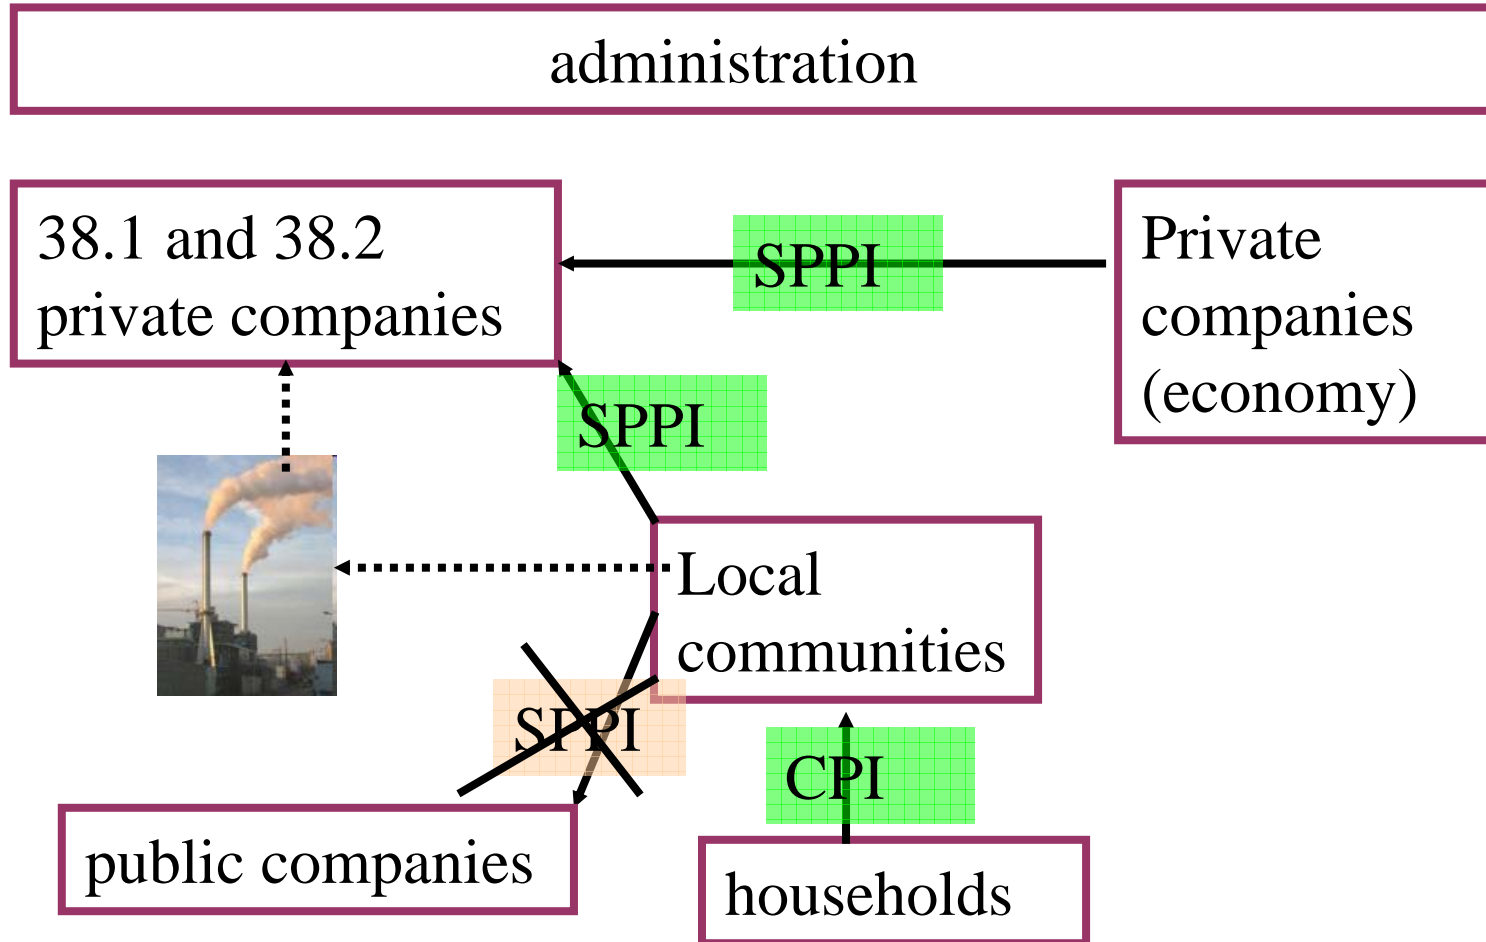 administration
38.1 and 38.2
private companies
SPPI
Private
companies
(economy)
SPPI
Local
communities
SPPI
CPI
public companies
households